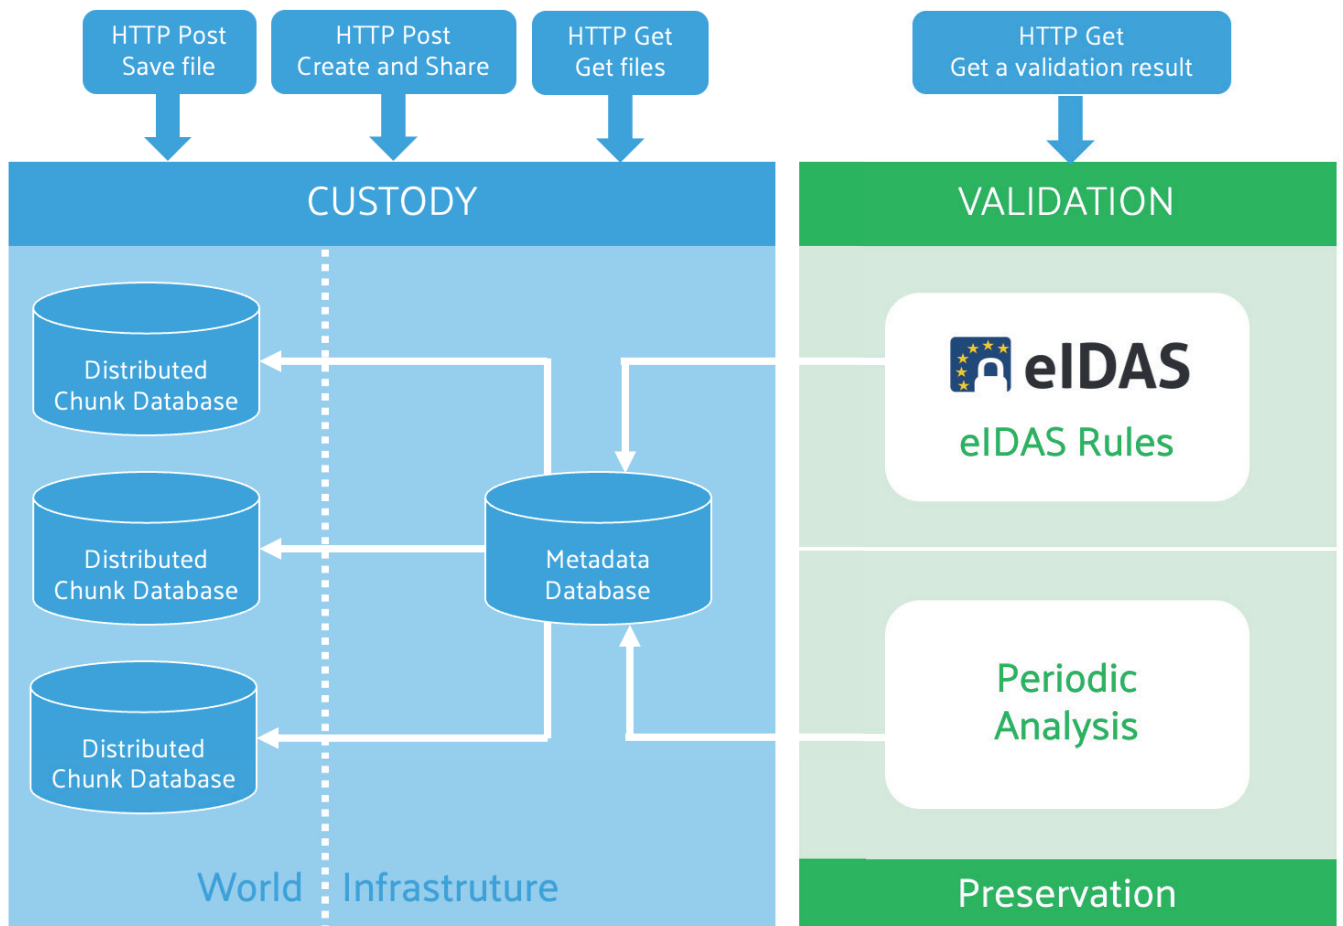 HTTP Post
Save file
HTTP Post
Create and Share
HTTP Get
Get files
HTTP Get
Get a validation result
CUSTODY
VALIDATION
Distributed
Chunk Database
eIDAS
eIDAS Rules
Distributed
Chunk Database
Metadata
Database
Periodic
Analysis
Distributed
Chunk Database
World
Infrastruture
Preservation